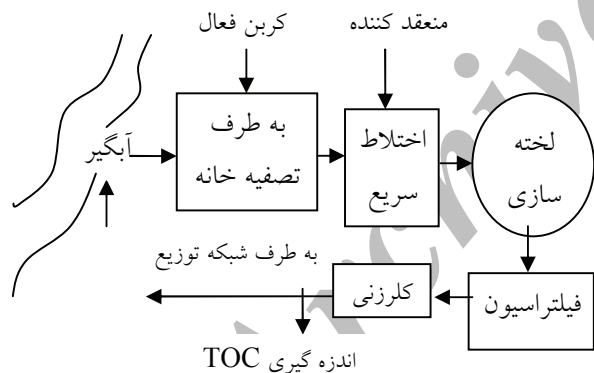 کربن فعال
منعقد کننده
آبگیر
به طرف
تصفیه خانه
اختلاط
سریع
لخته
سازی
به طرف شبکه توزیع
کلرزنی
فیلتراسیون
اندزه گیری TOC
Archive